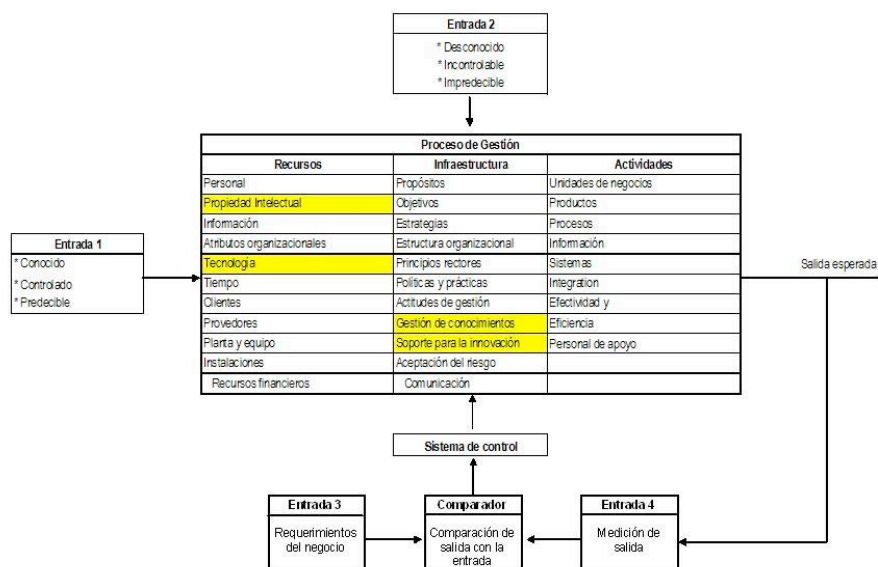 Entrada 2
* Desconocido
* Incontrolable
* Impredecible
Proceso de Gestión
Recursos Infraestructura Actividades
Personal Propósitos Unidades de negocios
Propiedad Intelectual Objetivos Productos
Información Estrategias Procesos
Atributos organizacionales Estructura organizacional Información
Tecnología Principios rectores Sistemas
Tiempo Políticas y prácticas Integration
Clientes Actitudes de gestión Efectividad y
Provedores Gestión de conocimientos Eficiencia
Planta y equipo Soporte para la innovación Personal de apoyo
Instalaciones Aceptación del riesgo
Recursos financieros Comunicación
Entrada 1
* Conocido
* Controlado
* Predecible
Salida esperada
Sistema de control
Entrada 3
Requerimientos
del negocio
Comparador
Comparación de
salida con la
entrada
Entrada 4
Medición de
salida